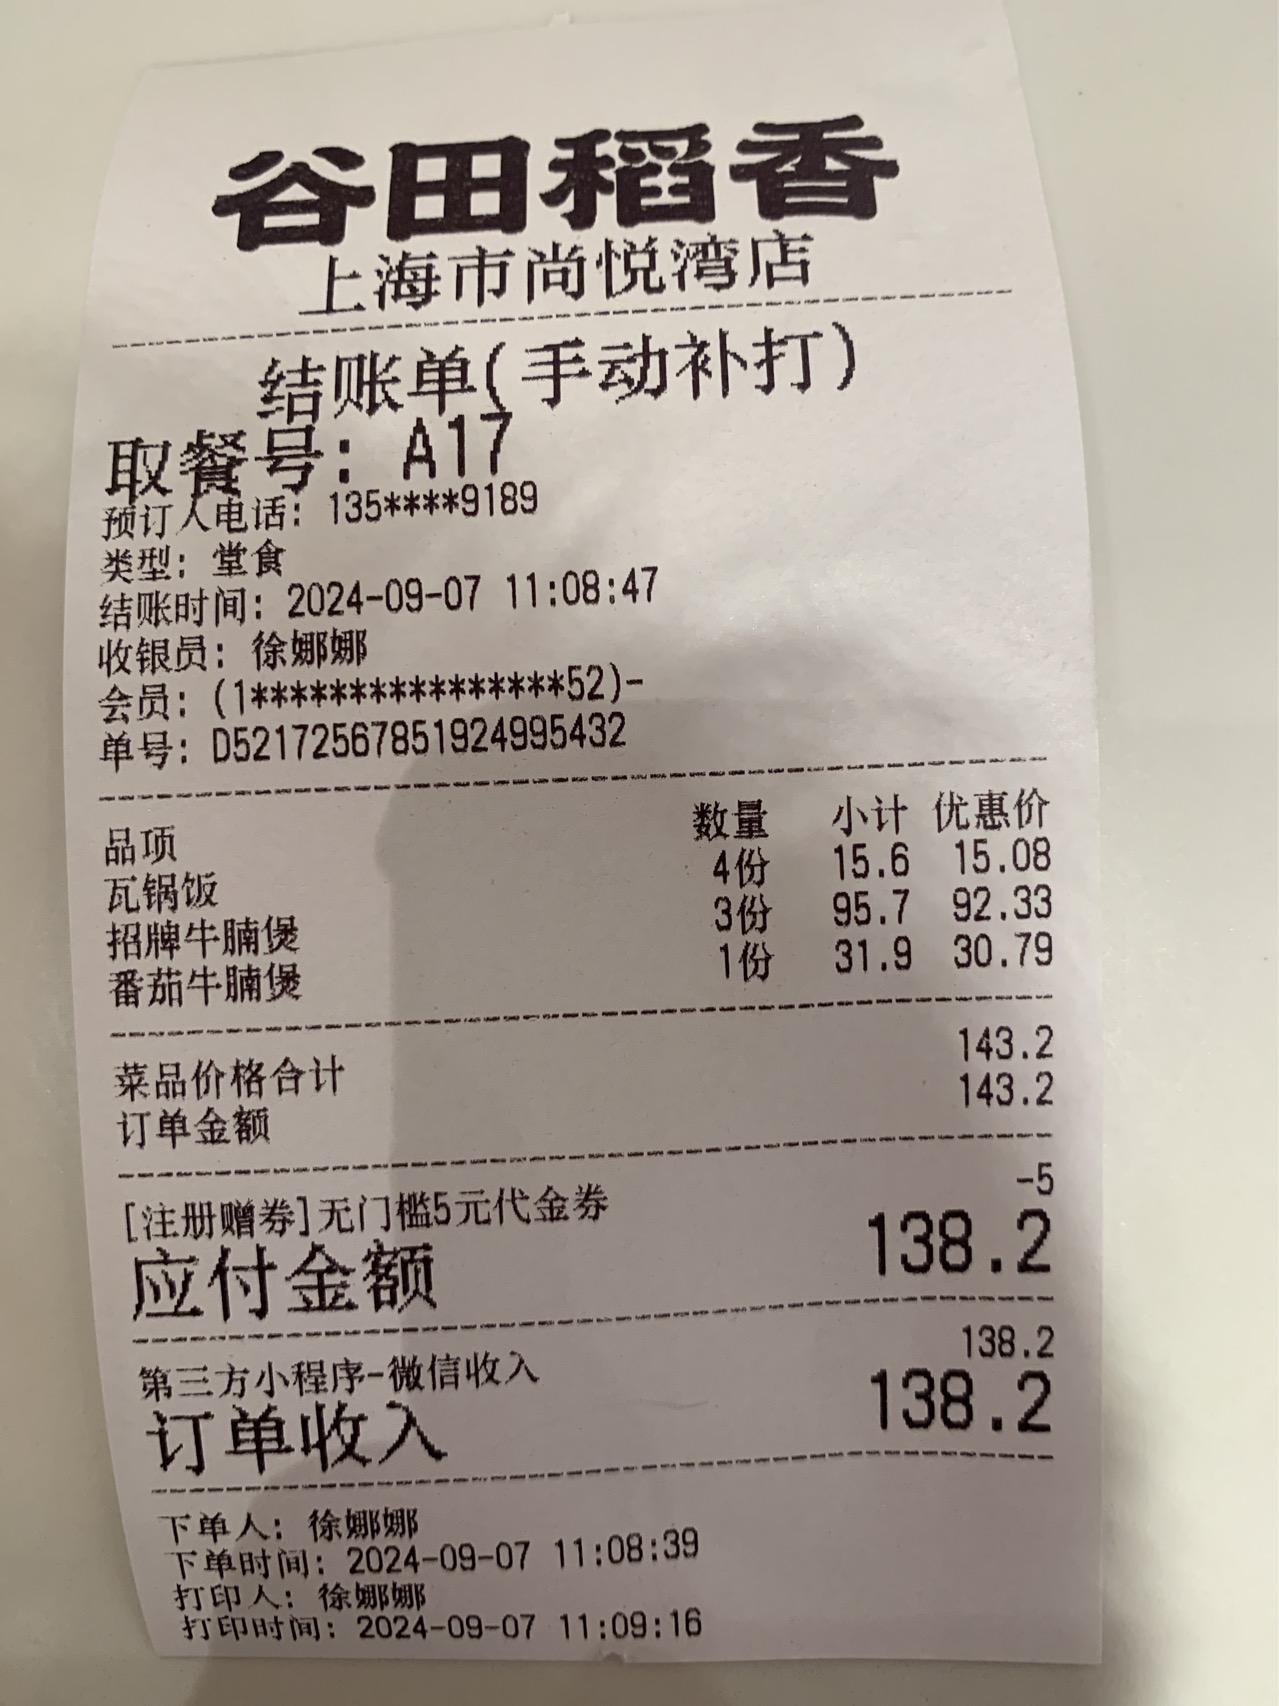 谷田稻香
上海市尚悦湾店
结账单(手动补打)
取餐号: A17
预订人电话: 135****9189
类型: 堂食
结账时间: 2024-09-07 11:08:47
收银员: 徐娜娜
会员: (1****************52)-
单号: D52172567851924995432
品项 数量 小计 优惠价
瓦锅饭 4份 15.6 15.08
招牌牛腩煲 3份 95.7 92.33
番茄牛腩煲 1份 31.9 30.79
菜品价格合计 143.2
订单金额 143.2
[注册赠券]无门槛5元代金券 -5
应付金额 138.2
第三方小程序-微信收入 138.2
订单收入 138.2
下单人: 徐娜娜
下单时间: 2024-09-07 11:08:39
打印人: 徐娜娜
打印时间: 2024-09-07 11:09:16